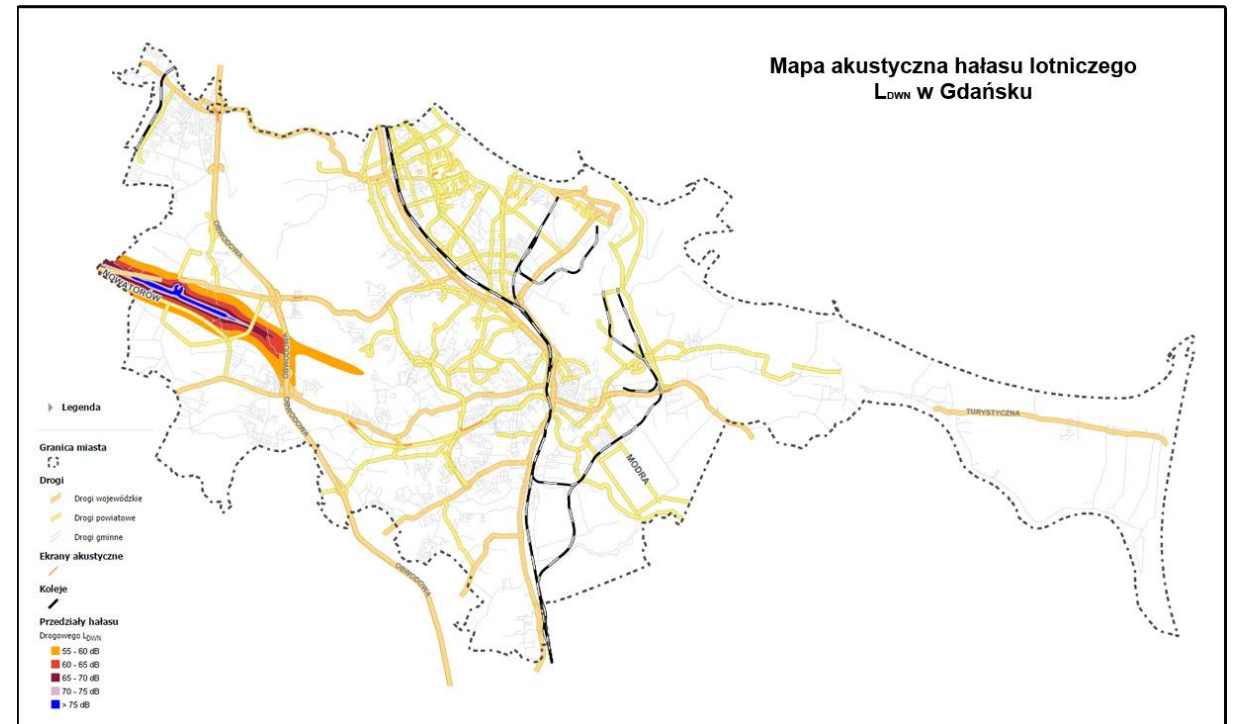 Mapa akustyczna hałasu lotniczego
LDWN w Gdańsku
OBWODOWA
NOWATORÓW
OBWODOWA
OBWODOWA
TURYSTYCZNA
MODRA
OBWODOWA
Legenda
Granica miasta
Drogi
Drogi wojewódzkie
Drogi powiatowe
Drogi gminne
Ekrany akustyczne
Koleje
Przedziały hałasu
Drogowego LDWN
55 - 60 dB
60 - 65 dB
65 - 70 dB
70 - 75 dB
> 75 dB